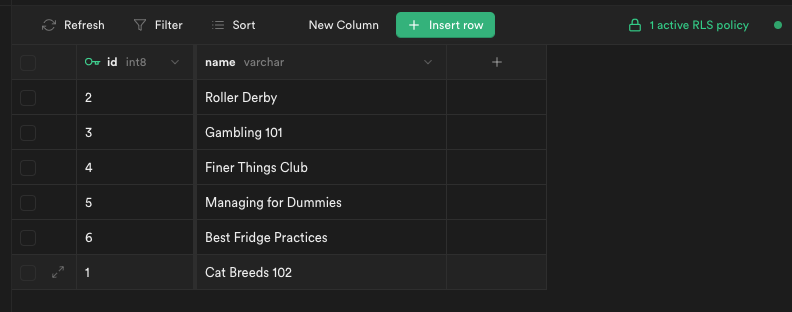 Refresh Filter Sort New Column + Insert row 1 active RLS policy
id int8 name varchar +
2 Roller Derby
3 Gambling 101
4 Finer Things Club
5 Managing for Dummies
6 Best Fridge Practices
1 Cat Breeds 102